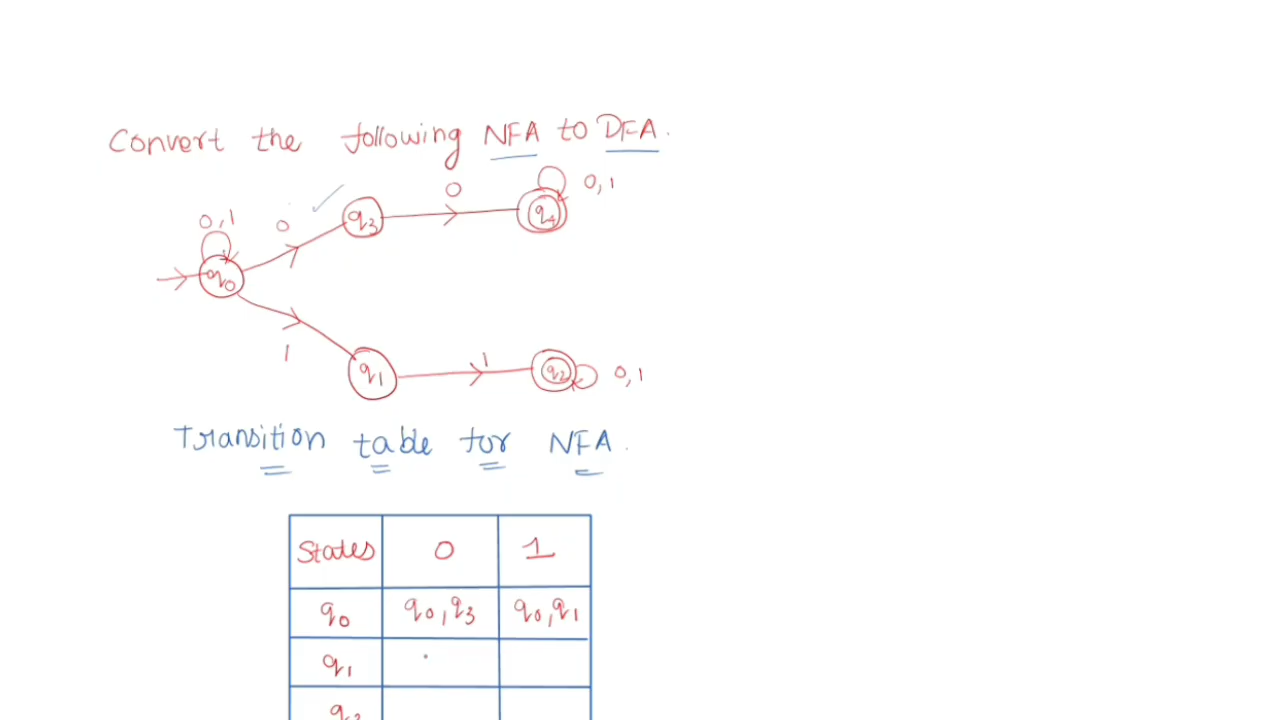 Convert the following NFA to DFA.
0,1
0
q3
0
q4
0,1
q0
1
q1
1
q2
0,1
Transition table for NFA.
States 0 1
q0 q0,q3 q0,q1
q1
q2